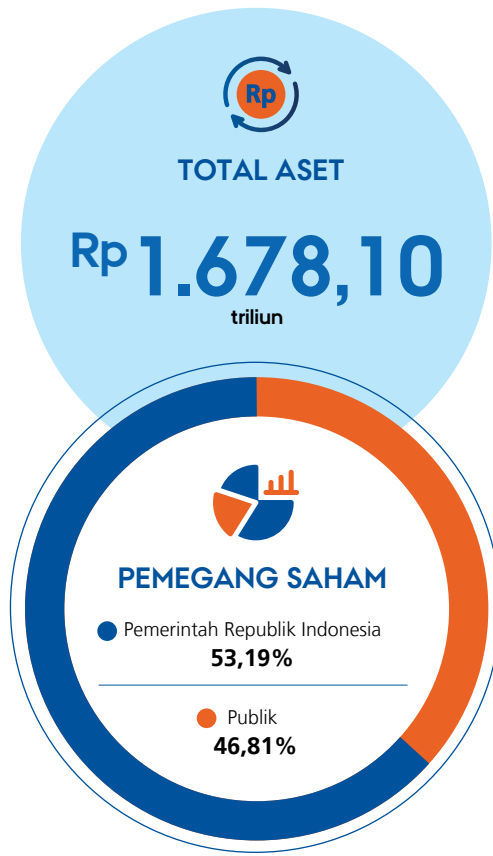 Rp
TOTAL ASET
Rp 1.678,10
triliun
PEMEGANG SAHAM
Pemerintah Republik Indonesia
53,19%
Publik
46,81%